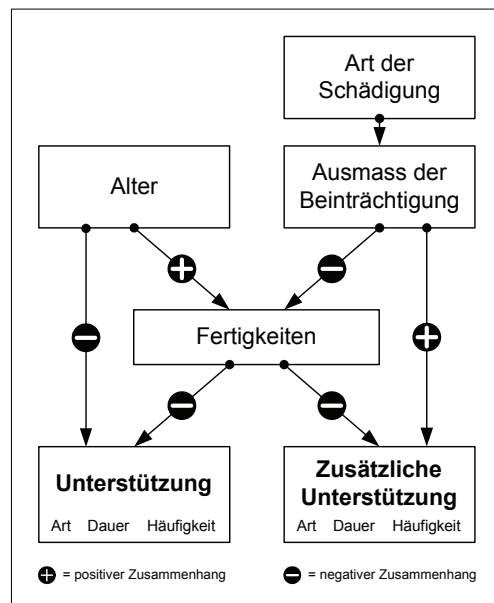 Art der
Schädigung
Alter
Ausmass der
Beinträchtigung
+
−
Fertigkeiten
−
+
−
−
Unterstützung
Art Dauer Häufigkeit
Zusätzliche
Unterstützung
Art Dauer Häufigkeit
+ = positiver Zusammenhang
− = negativer Zusammenhang